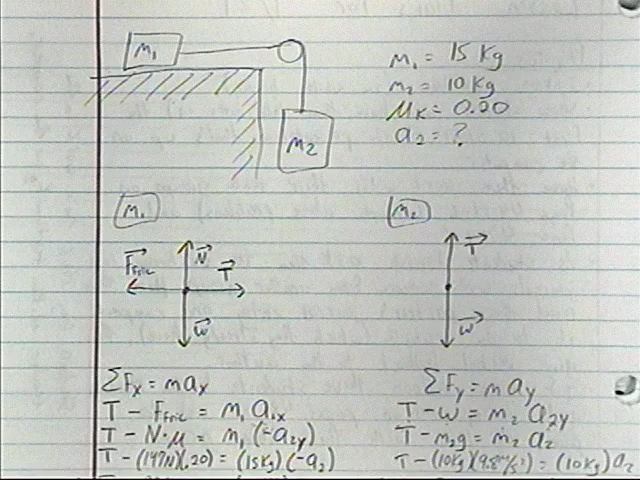 m₁
m₂
m₁ = 15 Kg
m₂ = 10 Kg
μₖ = 0.20
a₂ = ?
m₁
m₂
F⃗fric
N⃗
T⃗
w⃗
T⃗
w⃗
ΣFx = max
T - Ffric = m₁ a₁x
T - N·μ = m₁(-a₂y)
T - (147N)(.20) = (15Kg)(-a₂)
ΣFy = may
T - w = m₂ a₂y
T - m₂g = m₂ a₂
T - (10Kg)(9.8m/s²) = (10Kg)a₂